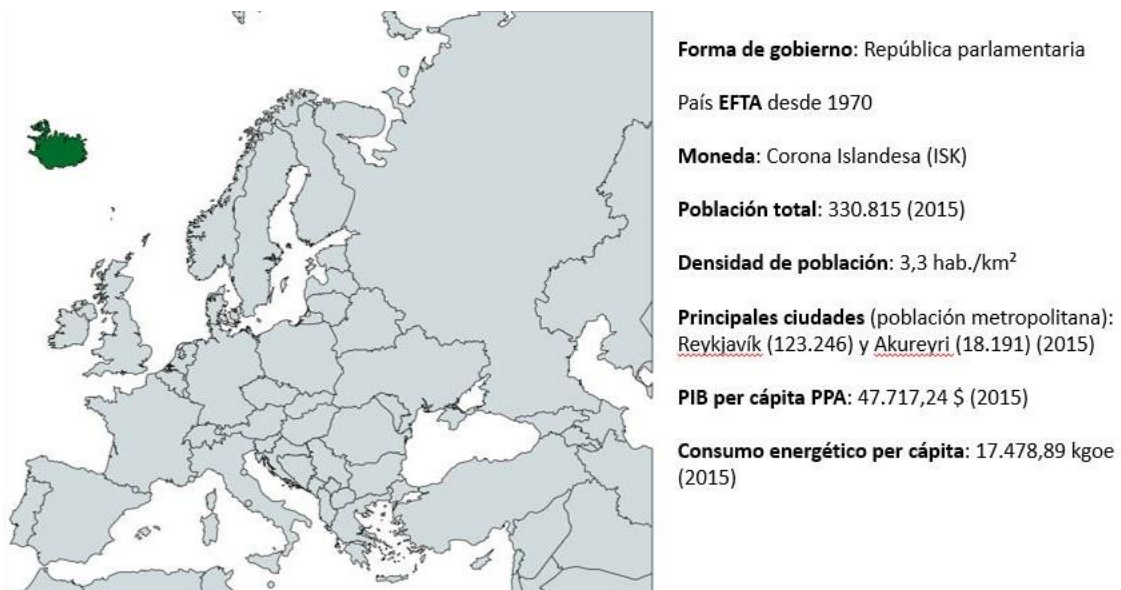 Forma de gobierno: República parlamentaria
País EFTA desde 1970
Moneda: Corona Islandesa (ISK)
Población total: 330.815 (2015)
Densidad de población: 3,3 hab./km²
Principales ciudades (población metropolitana):
Reykjavík (123.246) y Akureyri (18.191) (2015)
PIB per cápita PPA: 47.717,24 $ (2015)
Consumo energético per cápita: 17.478,89 kgoe
(2015)